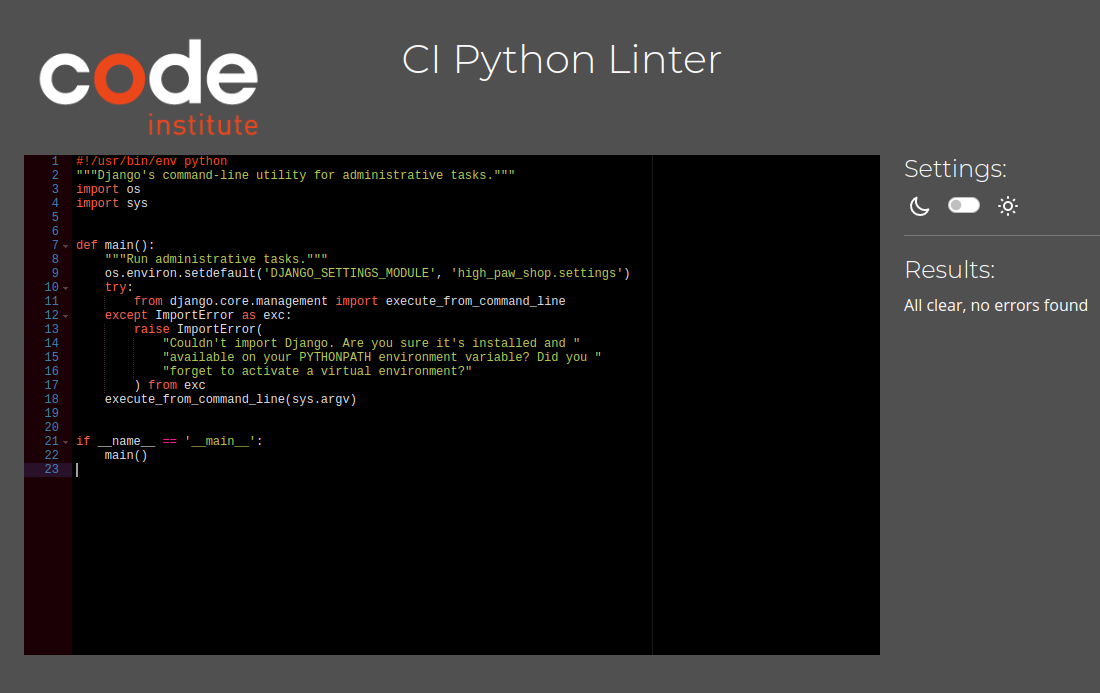 code
institute
CI Python Linter
1 #!/usr/bin/env python
2 """Django's command-line utility for administrative tasks."""
3 import os
4 import sys
5
6
7 def main():
8     """Run administrative tasks."""
9     os.environ.setdefault('DJANGO_SETTINGS_MODULE', 'high_paw_shop.settings')
10     try:
11         from django.core.management import execute_from_command_line
12     except ImportError as exc:
13         raise ImportError(
14             "Couldn't import Django. Are you sure it's installed and "
15             "available on your PYTHONPATH environment variable? Did you "
16             "forget to activate a virtual environment?"
17         ) from exc
18     execute_from_command_line(sys.argv)
19
20
21 if __name__ == '__main__':
22     main()
23
Settings:
Results:
All clear, no errors found